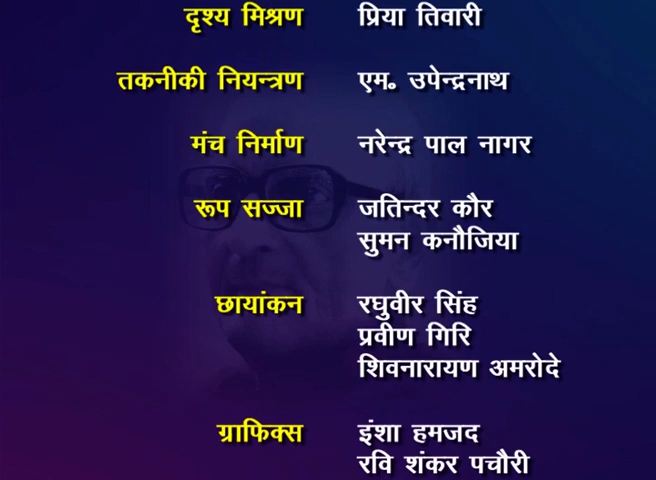 दृश्य मिश्रण प्रिया तिवारी
तकनीकी नियन्त्रण एम॰ उपेन्द्रनाथ
मंच निर्माण नरेन्द्र पाल नागर
रूप सज्जा जतिन्दर कौर
सुमन कनौजिया
छायांकन रघुवीर सिंह
प्रवीण गिरि
शिवनारायण अमरोदे
ग्राफिक्स इंशा हमजद
रवि शंकर पचौरी